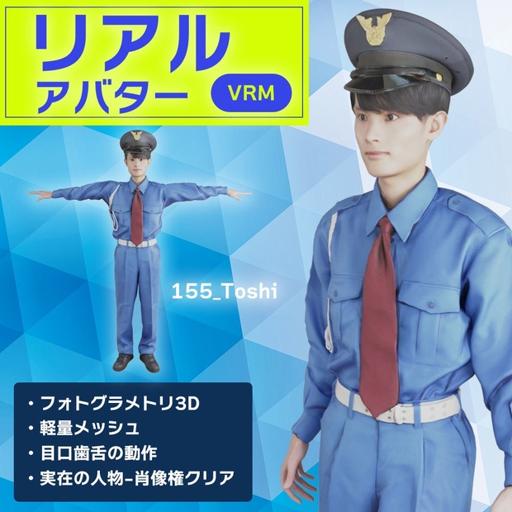 リアル
アバター
VRM
155_Toshi
・フォトグラメトリ3D
・軽量メッシュ
・目口歯舌の動作
・実在の人物-肖像権クリア